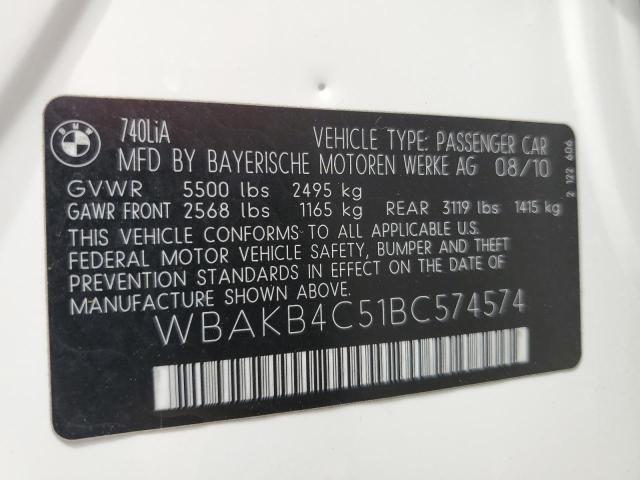 BMW
740LiA
VEHICLE TYPE: PASSENGER CAR
MFD BY BAYERISCHE MOTOREN WERKE AG 08/10
GVWR 5500 lbs 2495 kg
GAWR FRONT 2568 lbs 1165 kg REAR 3119 lbs 1415 kg
THIS VEHICLE CONFORMS TO ALL APPLICABLE U.S.
FEDERAL MOTOR VEHICLE SAFETY, BUMPER AND THEFT
PREVENTION STANDARDS IN EFFECT ON THE DATE OF
MANUFACTURE SHOWN ABOVE.
WBAKB4C51BC574574
2 122 606